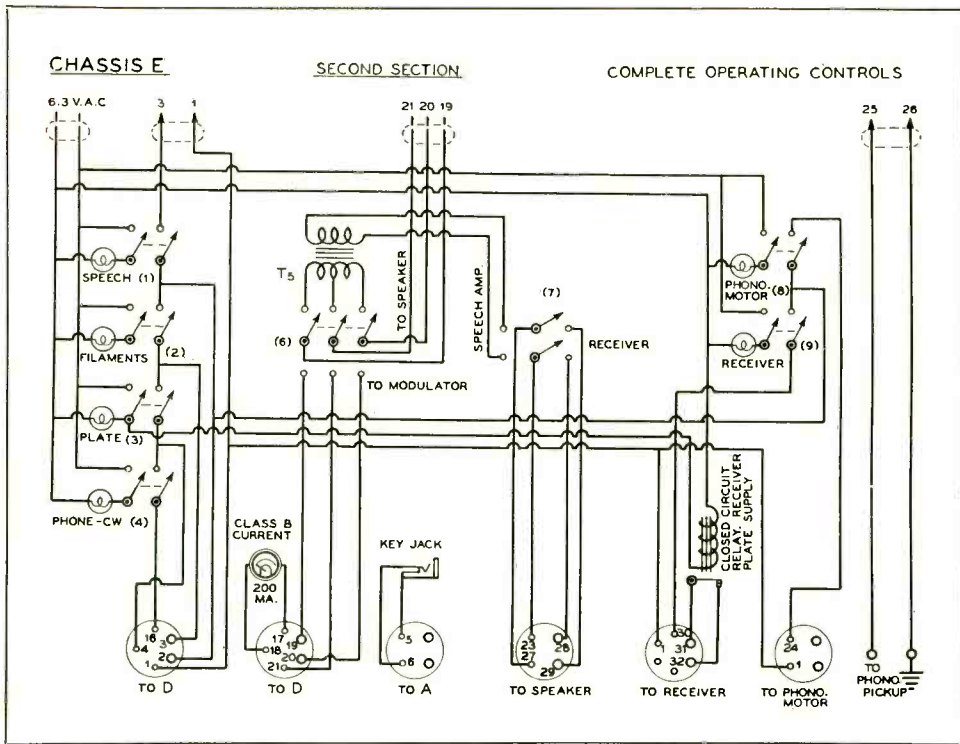 CHASSIS E
SECOND SECTION
COMPLETE OPERATING CONTROLS
6.3 V.A.C
3
1
21 20 19
25
26
SPEECH (1)
T5
TO SPEAKER
SPEECH AMP.
(7)
PHONO.
MOTOR (8)
FILAMENTS
(2)
(6)
RECEIVER
RECEIVER
(9)
TO MODULATOR
PLATE (3)
PHONE-CW (4)
CLASS B
CURRENT
200
MA.
KEY JACK
CLOSED CIRCUIT
RELAY. RECEIVER
PLATE SUPPLY
16
3
4
2
1
17
19
18
20
21
5
6
23
28
27
29
1
3
31
32
24
1
TO D
TO D
TO A
TO SPEAKER
TO RECEIVER
TO PHONO.
MOTOR
TO
PHONO.
PICKUP